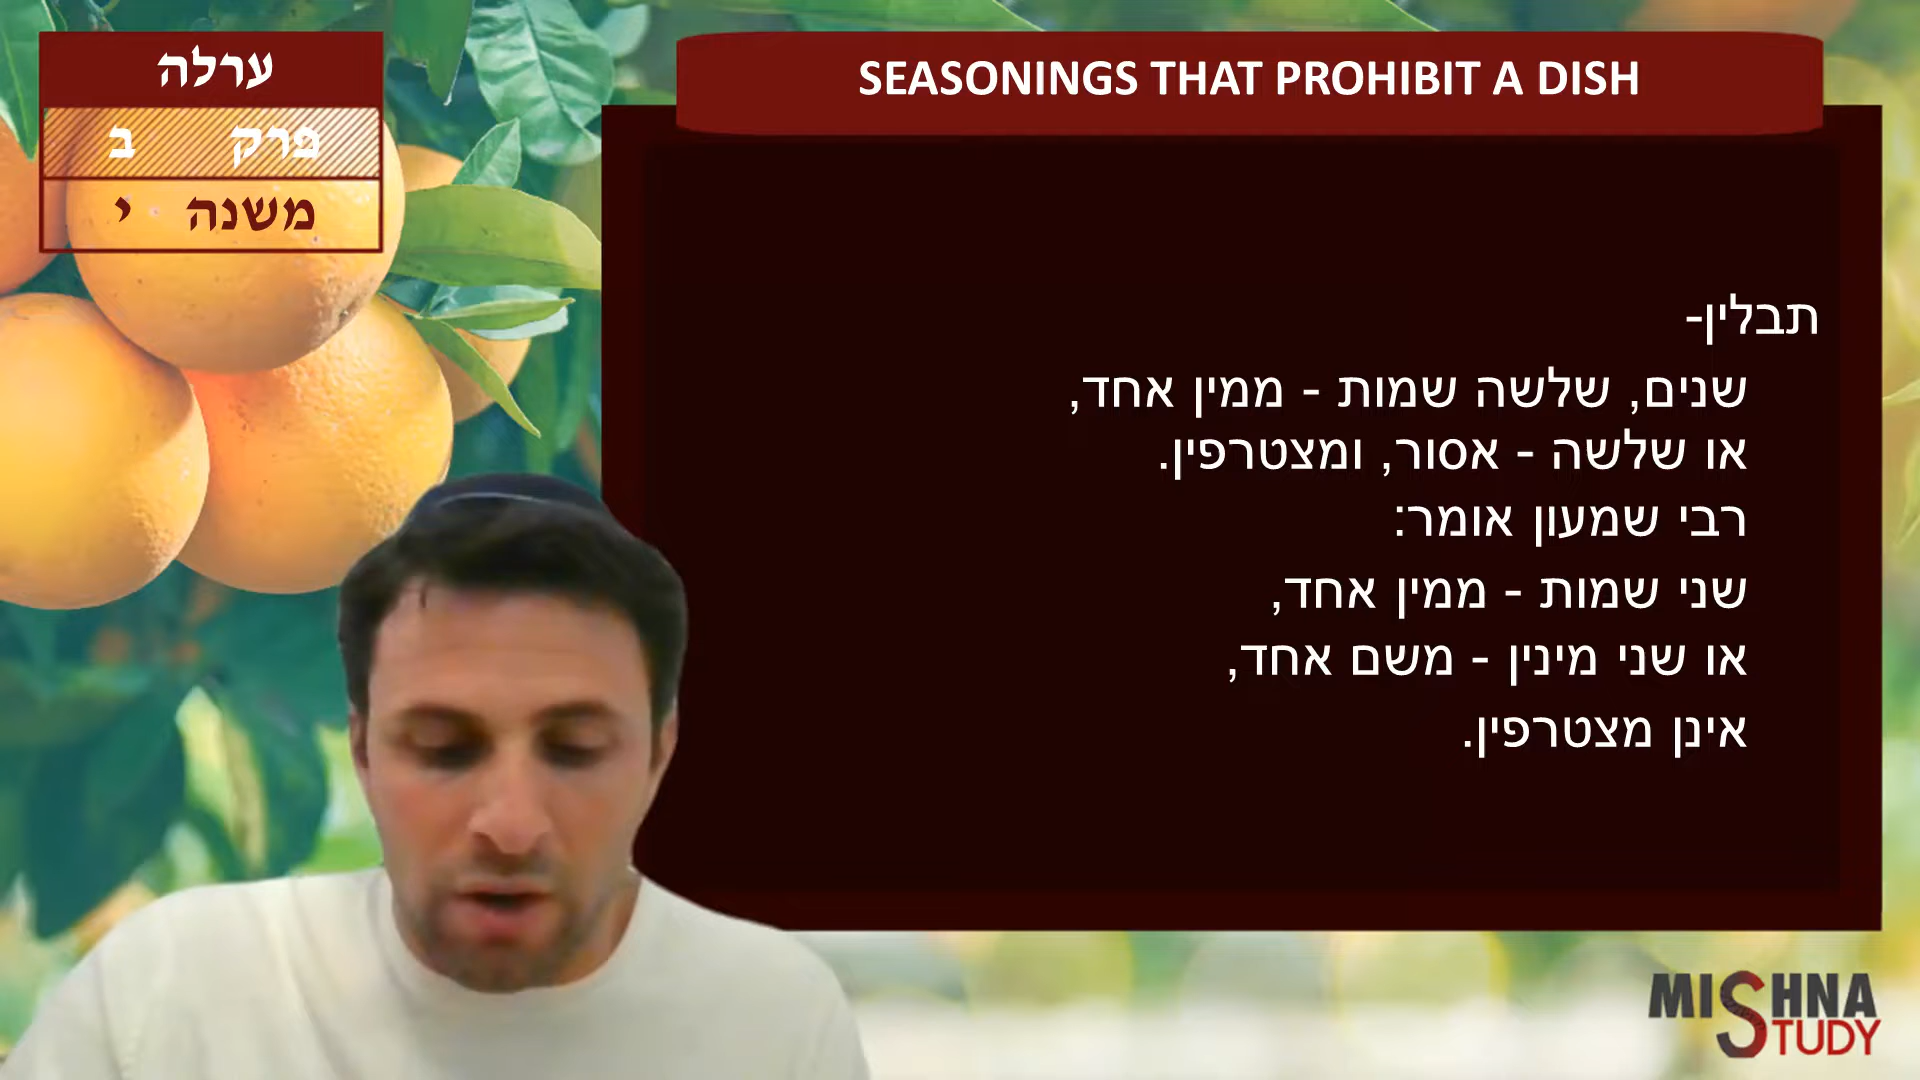 ערלה
פרק ב
משנה י
SEASONINGS THAT PROHIBIT A DISH
תבלין-
שנים, שלשה שמות - ממין אחד,
או שלשה - אסור, ומצטרפין.
רבי שמעון אומר:
שני שמות - ממין אחד,
או שני מינין - משם אחד,
אינן מצטרפין.
MISHNA
STUDY